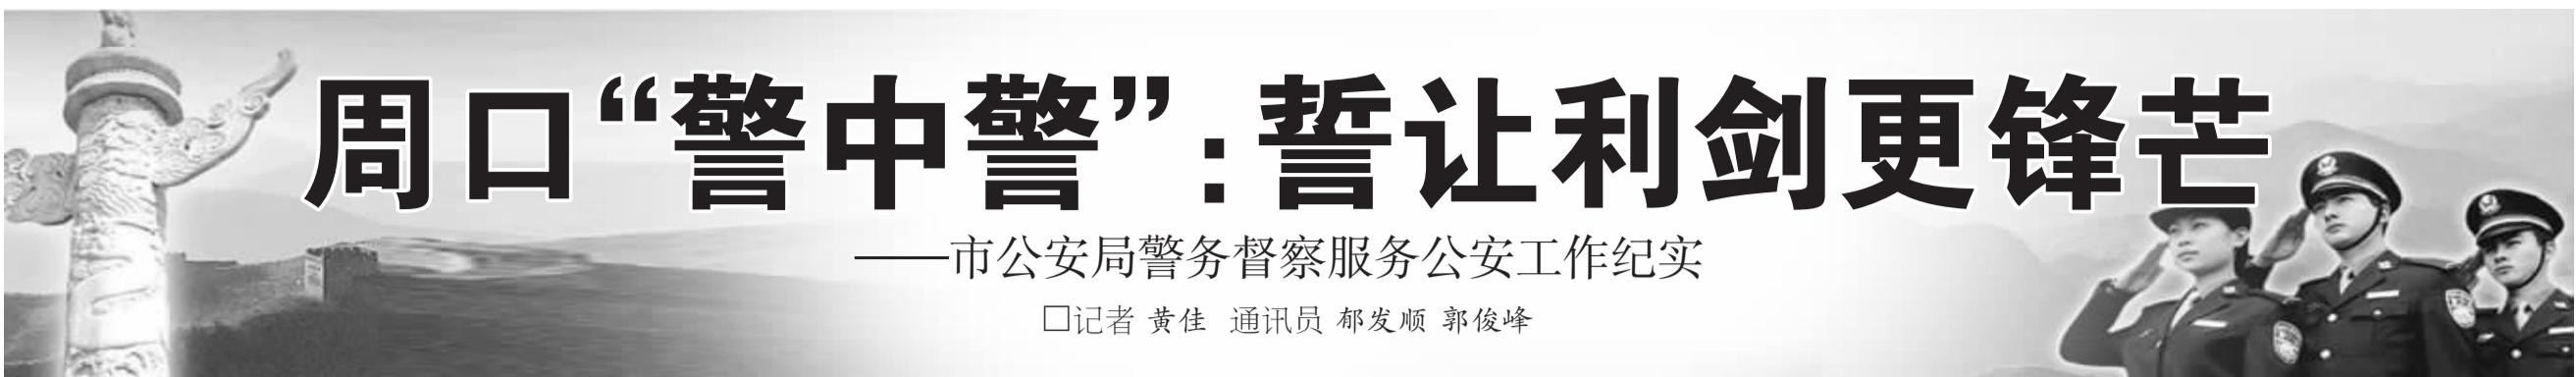 周口“警中警”:誓让利剑更锋芒
——市公安局警务督察服务公安工作纪实
□记者 黄佳 通讯员 郁发顺 郭俊峰